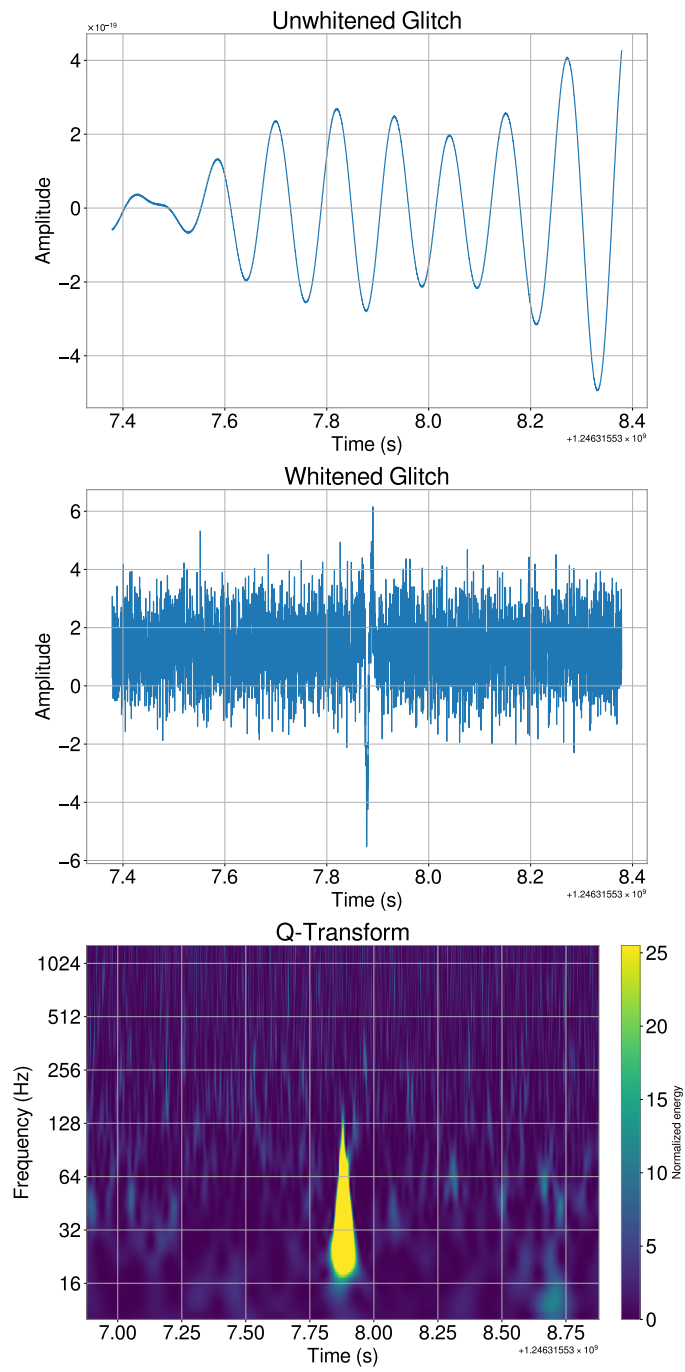 Unwhitened Glitch
×10⁻¹⁹
4
2
0
−2
−4
Amplitude
7.4 7.6 7.8 8.0 8.2 8.4
Time (s)
+1.24631553 × 10⁹
Whitened Glitch
6
4
2
0
−2
−4
−6
Amplitude
7.4 7.6 7.8 8.0 8.2 8.4
Time (s)
+1.24631553 × 10⁹
Q-Transform
1024
512
256
128
64
32
16
Frequency (Hz)
7.00 7.25 7.50 7.75 8.00 8.25 8.50 8.75
Time (s)
+1.24631553 × 10⁹
25
20
15
10
5
0
Normalized energy